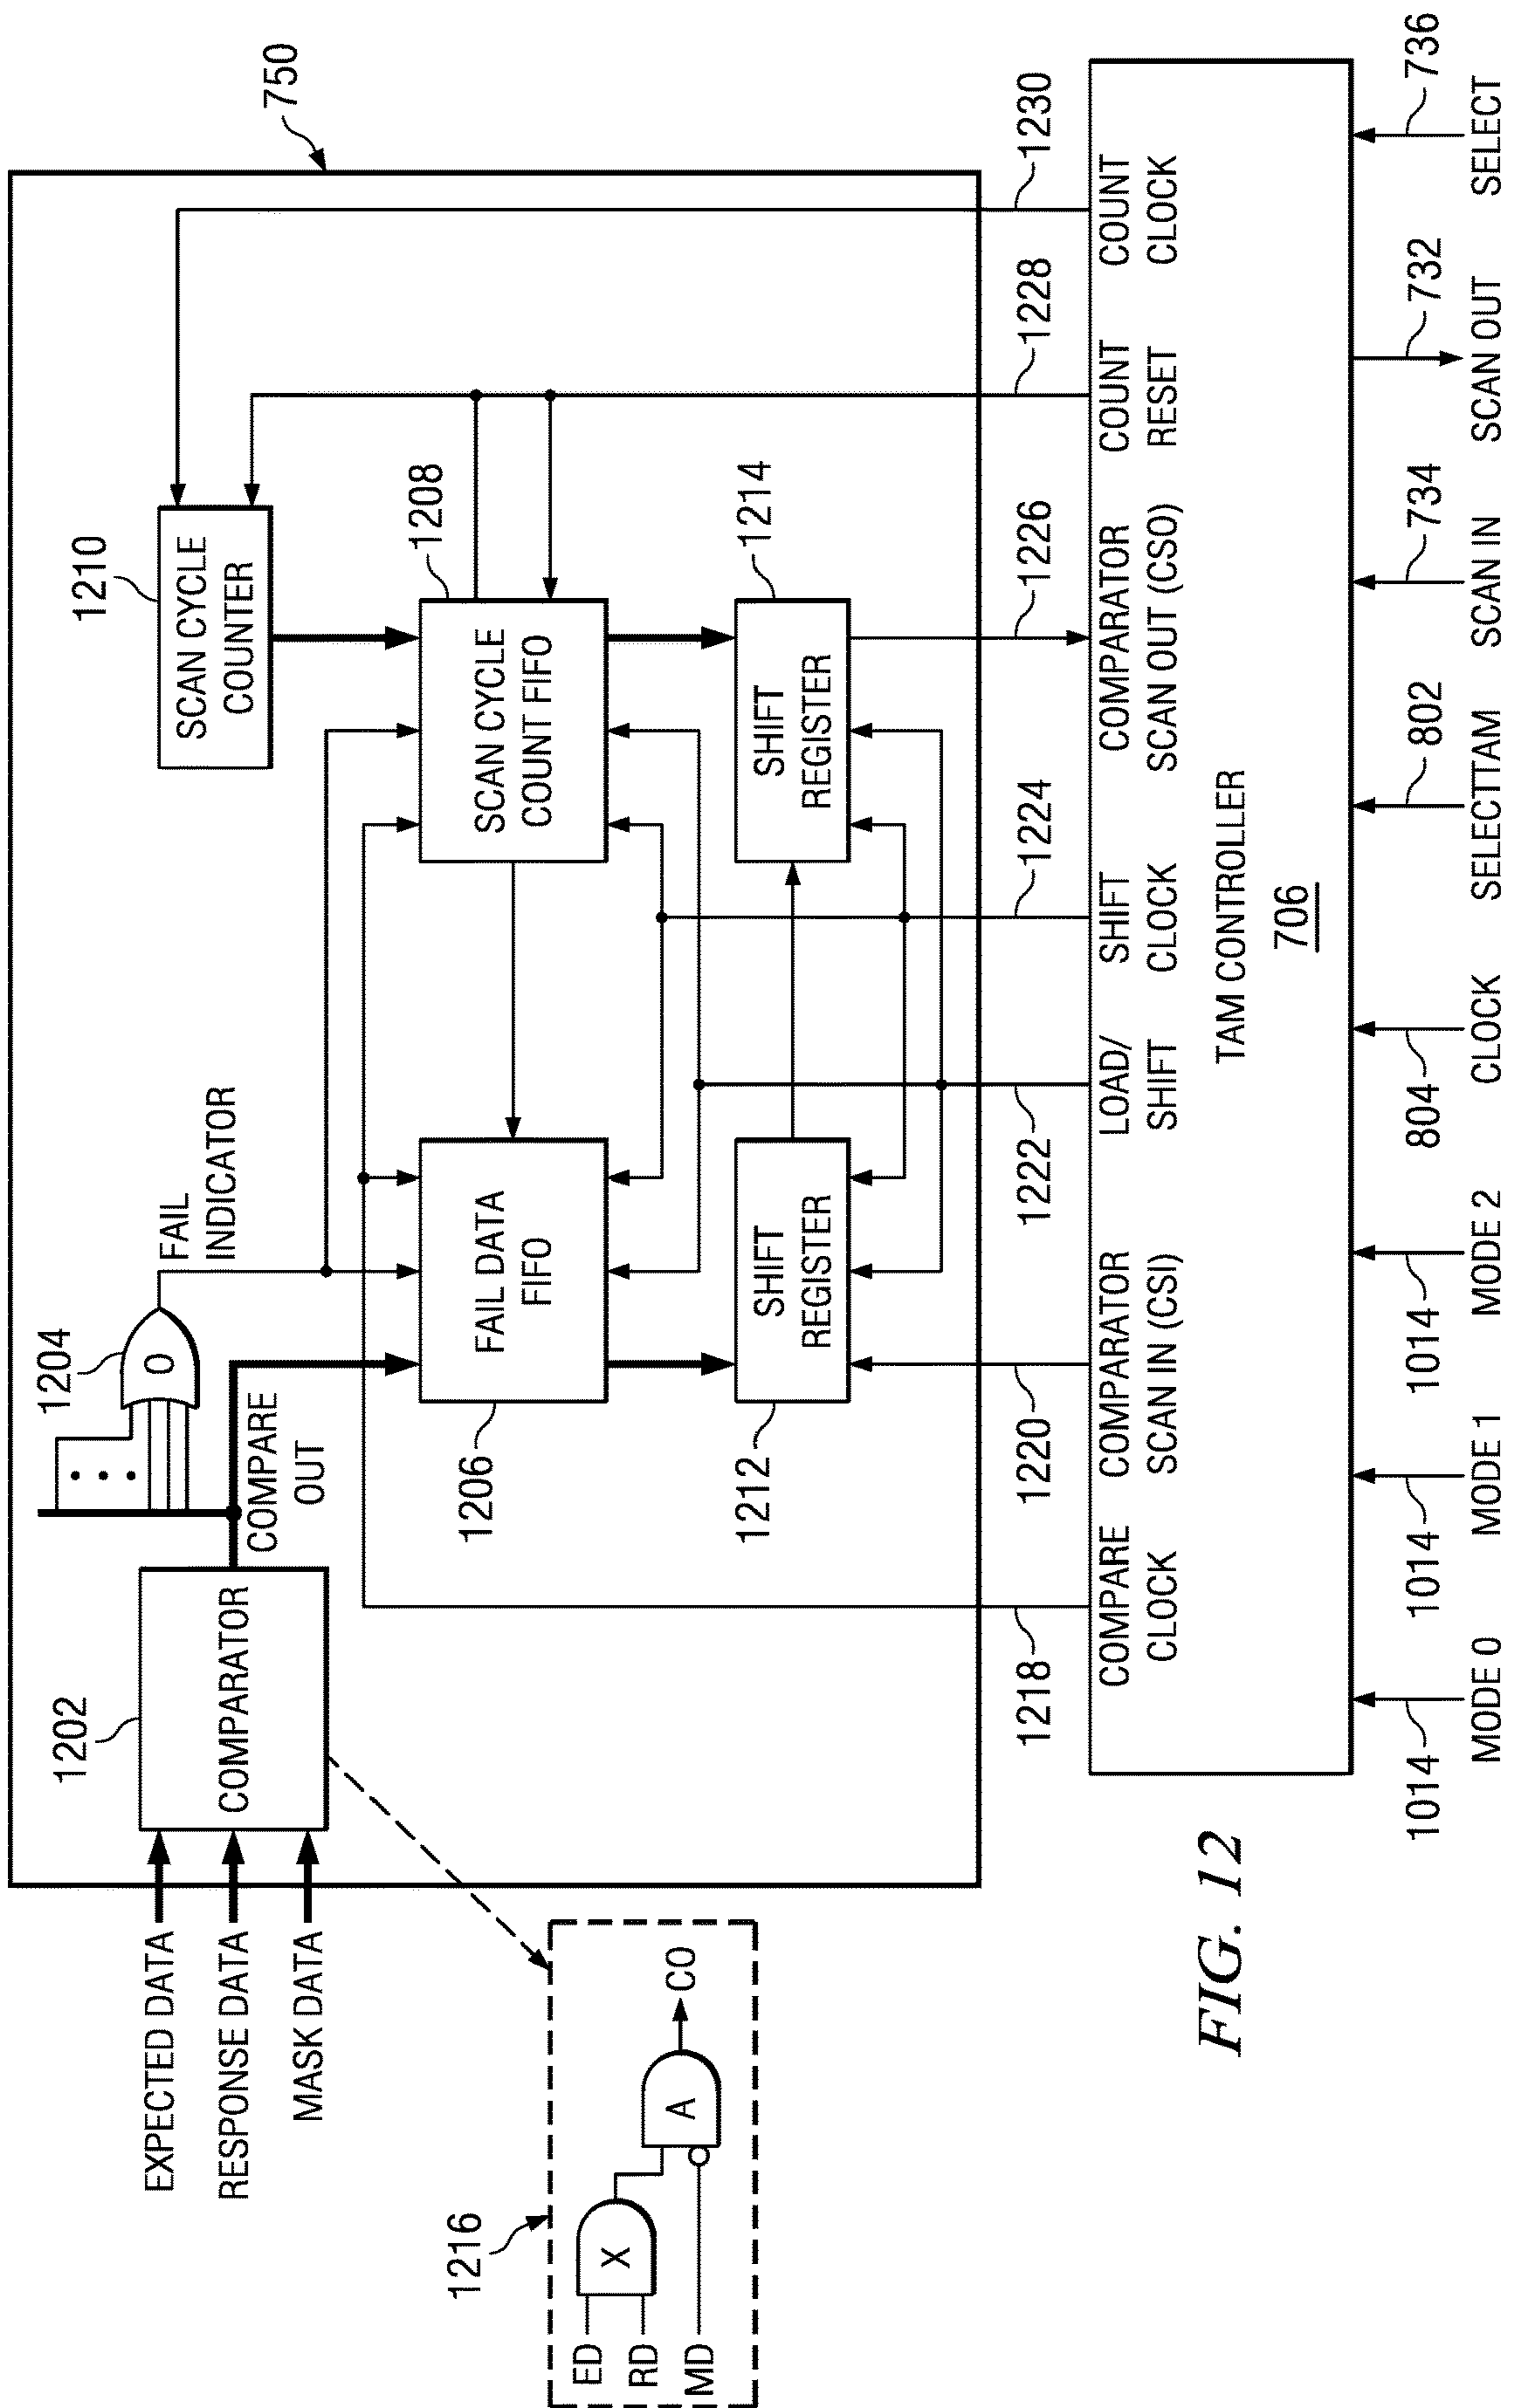 750
1202
COMPARATOR
EXPECTED DATA
RESPONSE DATA
MASK DATA
COMPARE
OUT
1204
O
FAIL
INDICATOR
1210
SCAN CYCLE
COUNTER
1206
FAIL DATA
FIFO
1208
SCAN CYCLE
COUNT FIFO
1212
SHIFT
REGISTER
1214
SHIFT
REGISTER
1216
ED
RD
MD
X
A
CO
1218
1220
1222
1224
1226
1228
1230
COMPARE
CLOCK
COMPARATOR
SCAN IN (CSI)
LOAD/
SHIFT
SHIFT
CLOCK
COMPARATOR
SCAN OUT (CSO)
COUNT
RESET
COUNT
CLOCK
TAM CONTROLLER
706
1014
1014
1014
804
802
734
732
736
MODE 0
MODE 1
MODE 2
CLOCK
SELECTTAM
SCAN IN
SCAN OUT
SELECT
FIG. 12